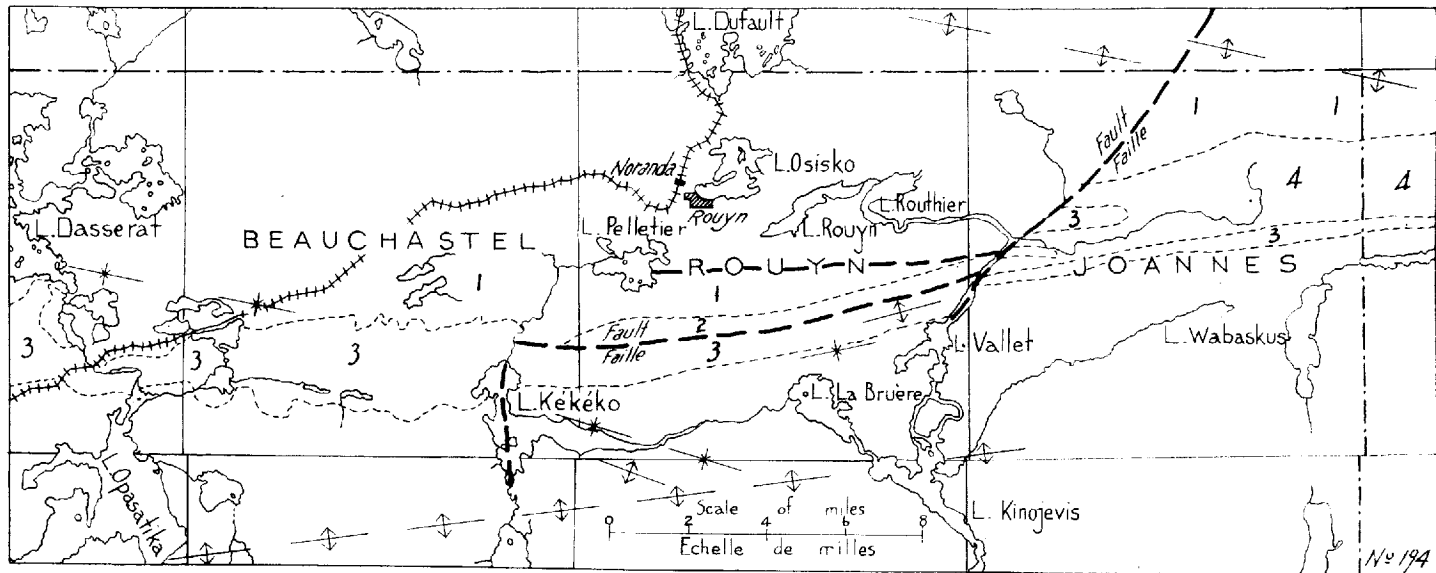 L. Dufault
1 1
Fault
Faille
Noranda
L. Osisko
4 4
Rouyn
L. Routhier
3
L. Dasserat
L. Pelletier
L. Rouyn
3
BEAUCHASTEL
ROUYN
JOANNES
1
1
2
Fault
Faille
3
3
3
3
L. Vallet
L. Wabaskus
L. Kékéko
L. La Bruère
L. Opasatika
Scale of miles
0 2 4 6 8
Echelle de milles
L. Kinojevis
Nº 194